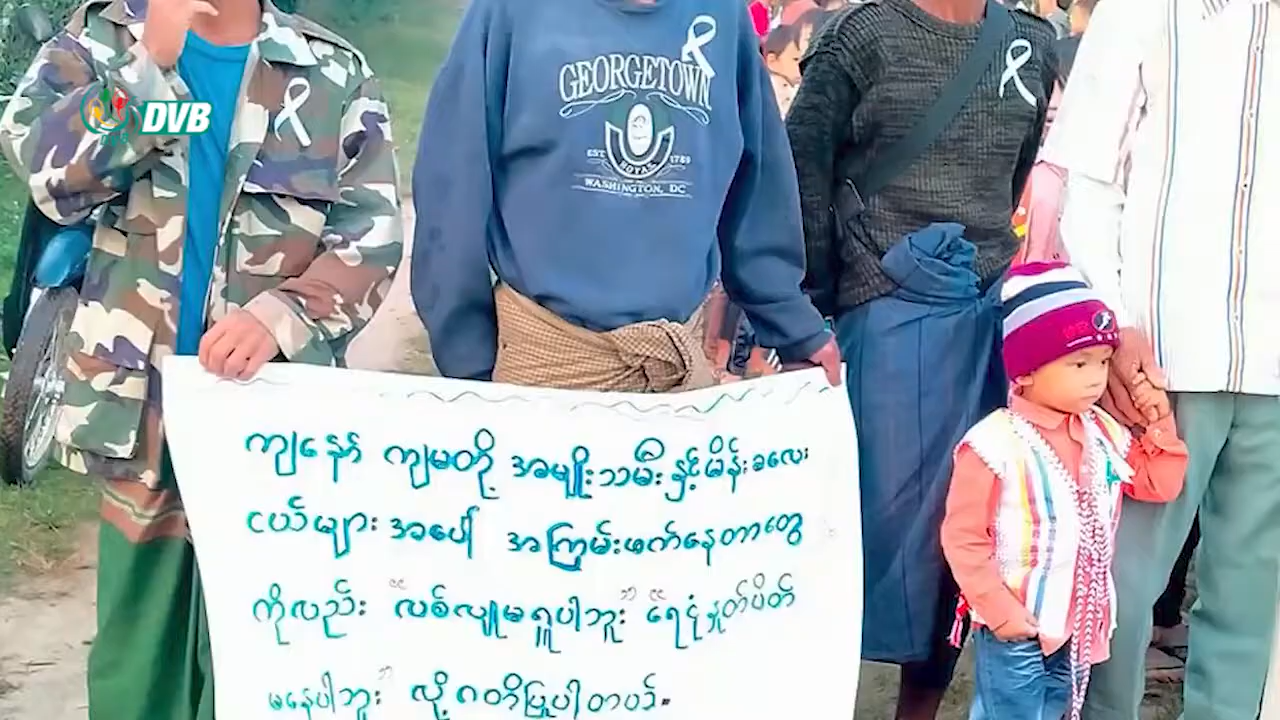 DVB
GEORGETOWN
EST. 1789
HOYAS
WASHINGTON, DC
ကျနော် ကျမတို့ အမျိုးသမီးနှင့်မိန်းခလေး
ငယ်များအပေါ် အကြမ်းဖက်နေတာတွေ
ကိုလည်း "လစ်လျူမရှုပါဘူး" "ရေငုံနှုတ်ပိတ်
မနေပါဘူး" လို့ ဂတိပြုပါတယ်။